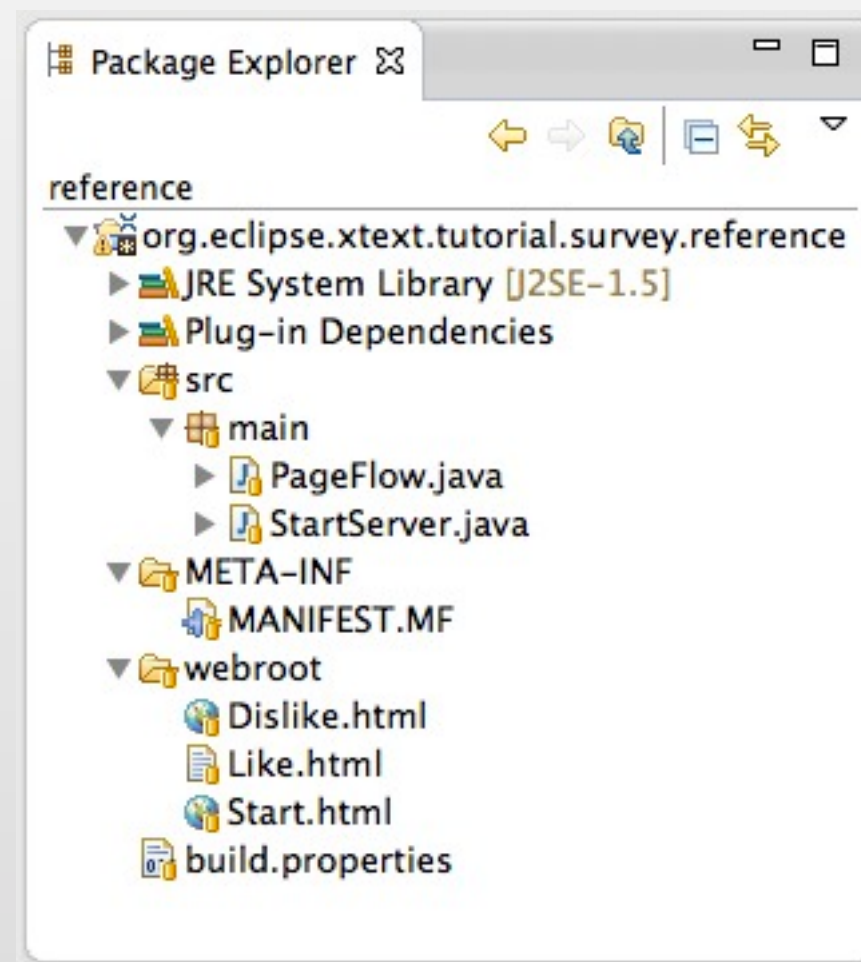 Package Explorer
reference
org.eclipse.xtext.tutorial.survey.reference
JRE System Library [J2SE-1.5]
Plug-in Dependencies
src
main
PageFlow.java
StartServer.java
META-INF
MANIFEST.MF
webroot
Dislike.html
Like.html
Start.html
build.properties